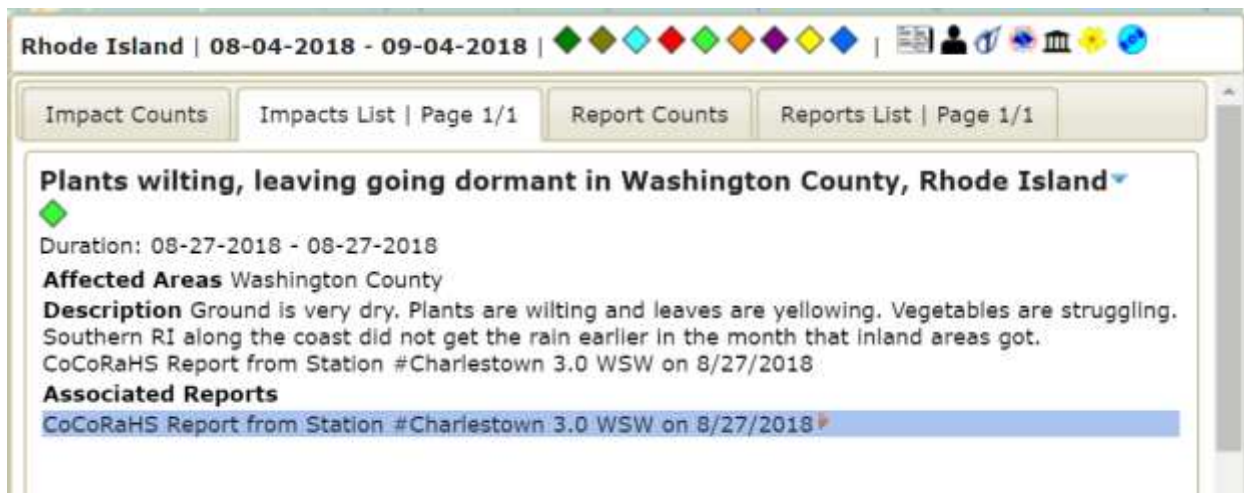 Rhode Island | 08-04-2018 - 09-04-2018 | |
Impact Counts Impacts List | Page 1/1 Report Counts Reports List | Page 1/1
Plants wilting, leaving going dormant in Washington County, Rhode Island
Duration: 08-27-2018 - 08-27-2018
Affected Areas Washington County
Description Ground is very dry. Plants are wilting and leaves are yellowing. Vegetables are struggling.
Southern RI along the coast did not get the rain earlier in the month that inland areas got.
CoCoRaHS Report from Station #Charlestown 3.0 WSW on 8/27/2018
Associated Reports
CoCoRaHS Report from Station #Charlestown 3.0 WSW on 8/27/2018